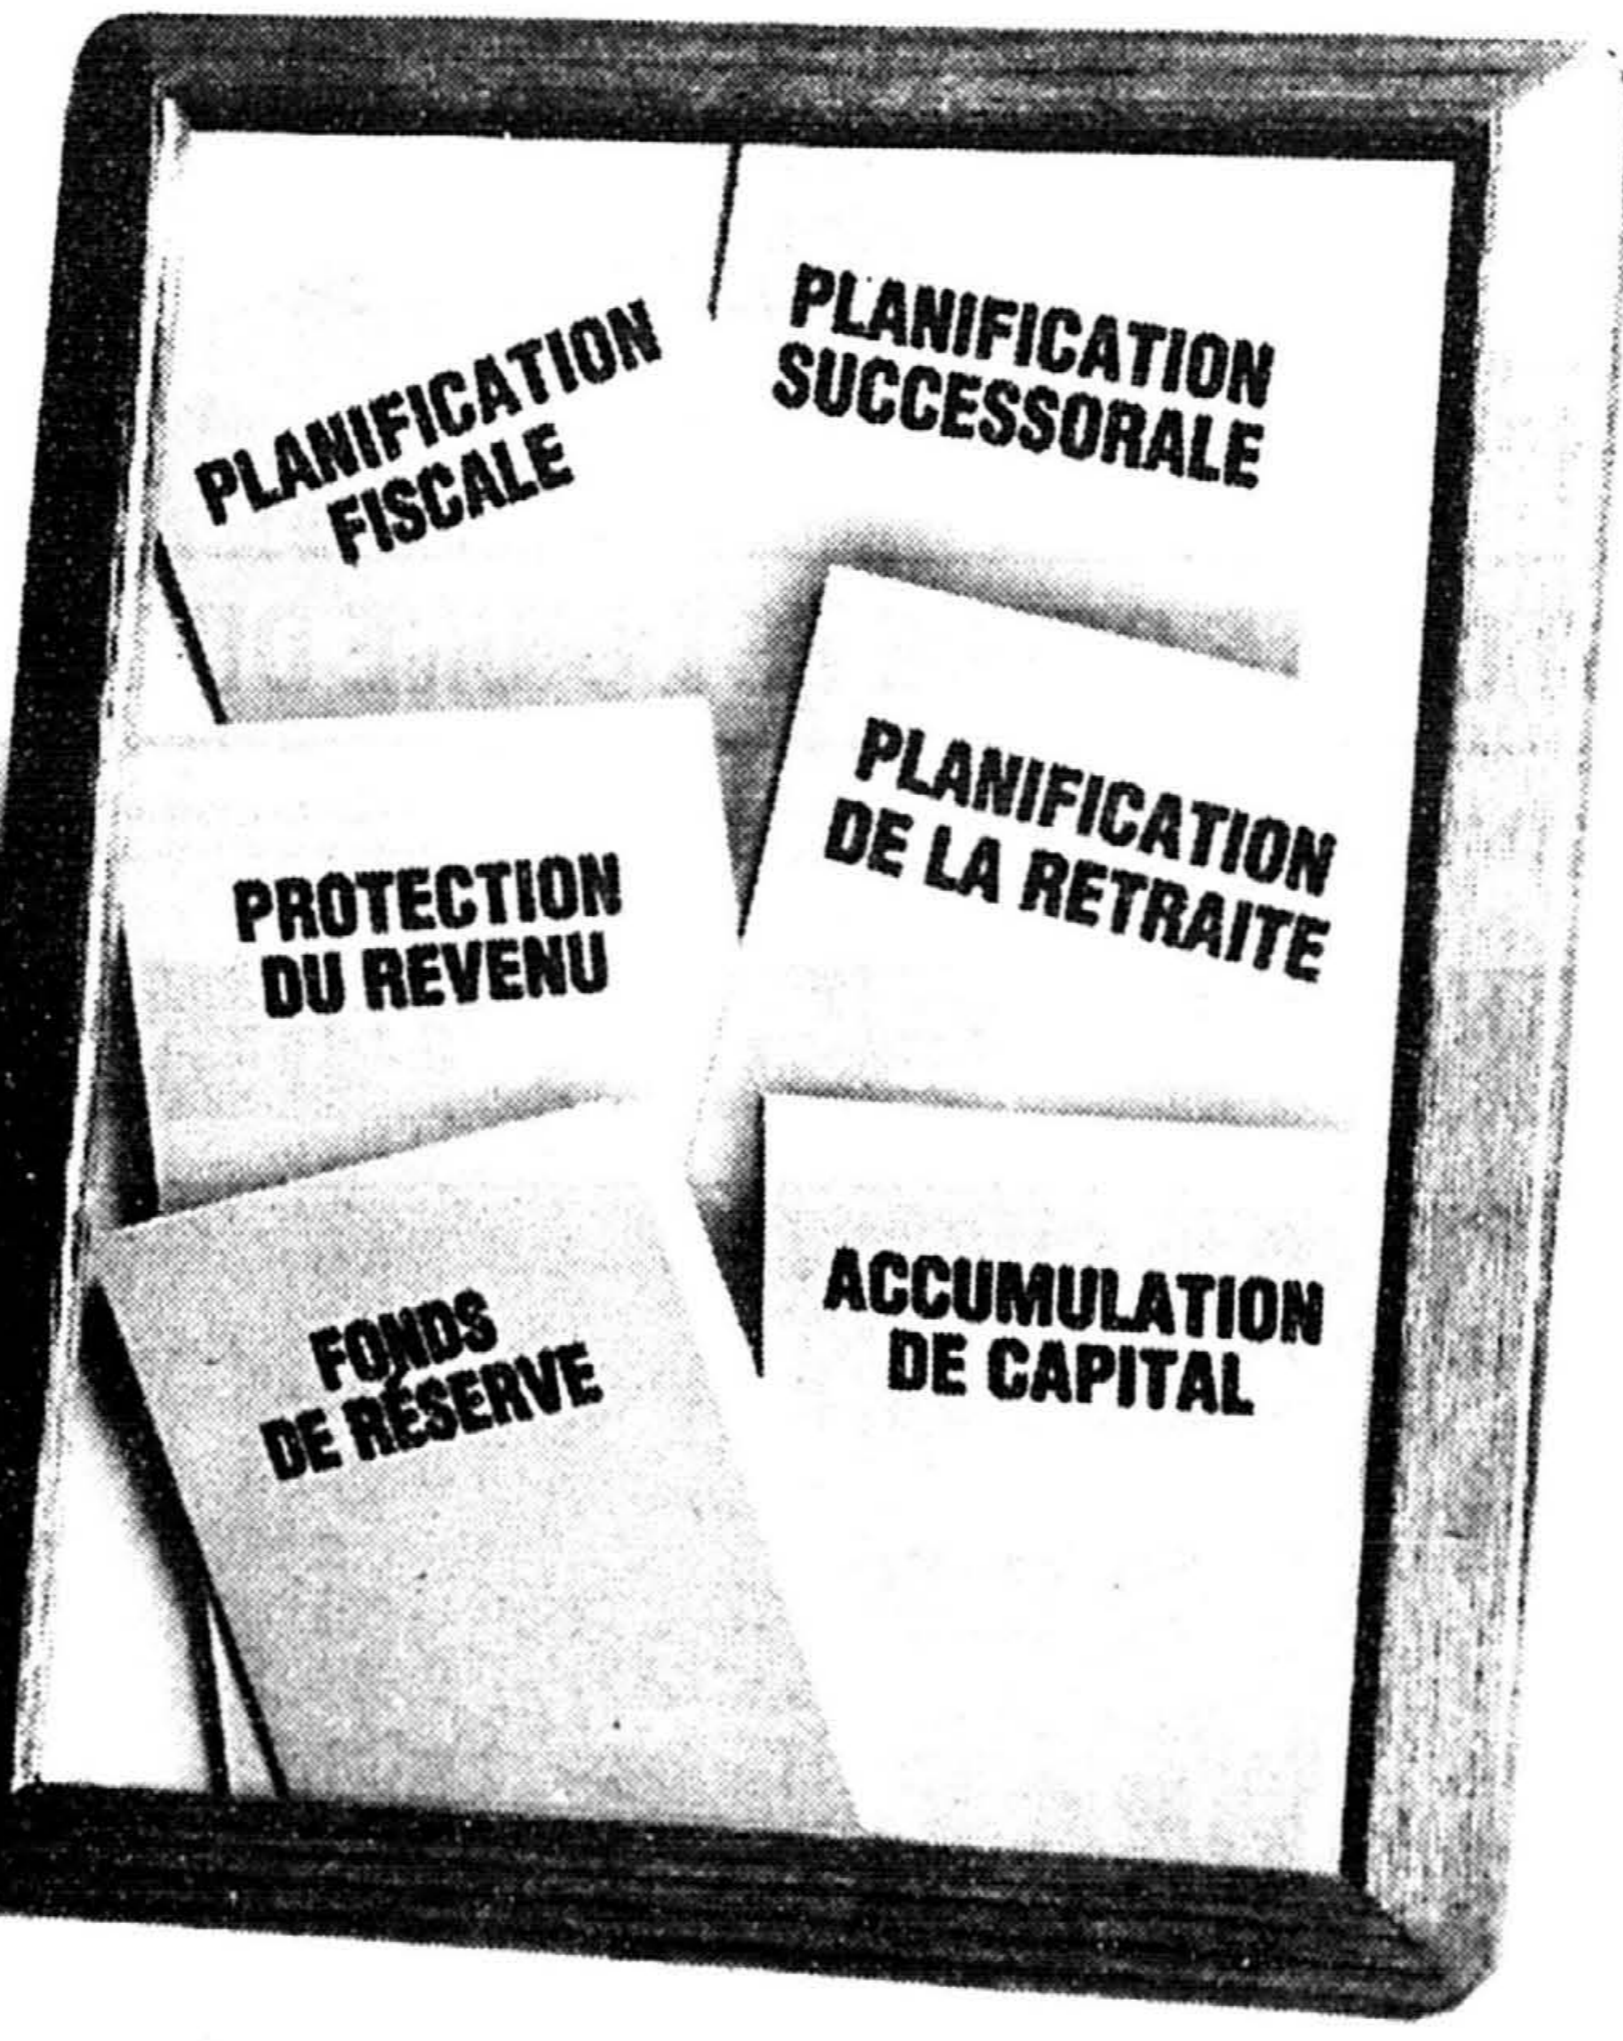 PLANIFICATION
FISCALE
PLANIFICATION
SUCCESSORALE
PROTECTION
DU REVENU
PLANIFICATION
DE LA RETRAITE
FONDS
DE RÉSERVE
ACCUMULATION
DE CAPITAL